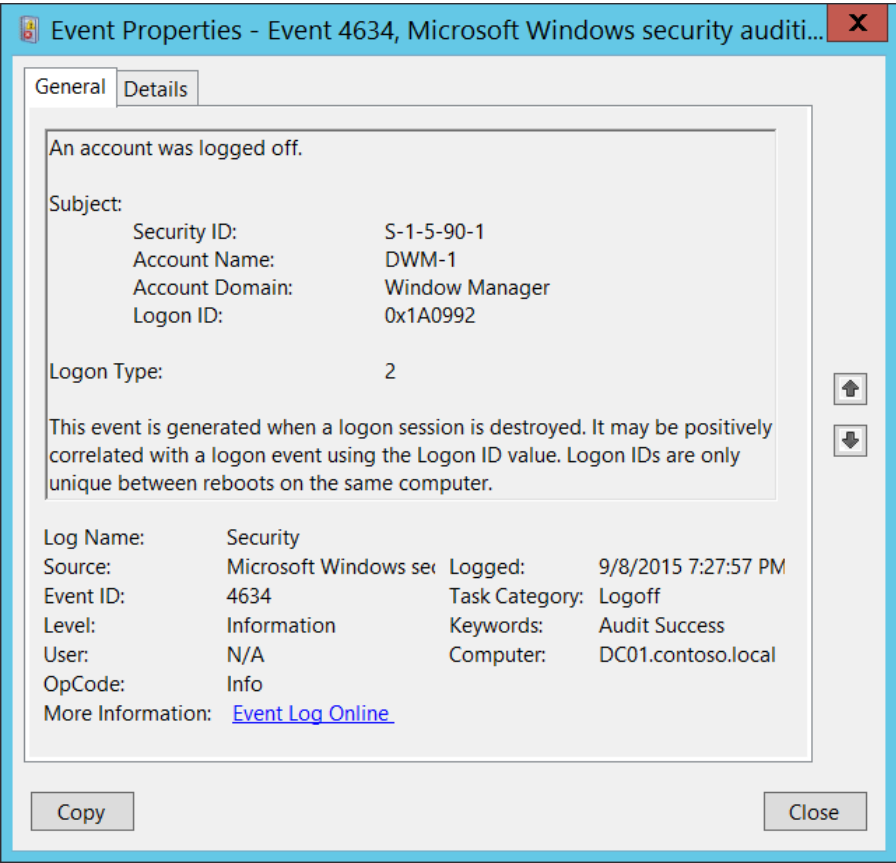 Event Properties - Event 4634, Microsoft Windows security auditi...
X
General Details
An account was logged off.
Subject:
Security ID: S-1-5-90-1
Account Name: DWM-1
Account Domain: Window Manager
Logon ID: 0x1A0992
Logon Type: 2
This event is generated when a logon session is destroyed. It may be positively
correlated with a logon event using the Logon ID value. Logon IDs are only
unique between reboots on the same computer.
Log Name: Security
Source: Microsoft Windows sec Logged: 9/8/2015 7:27:57 PM
Event ID: 4634 Task Category: Logoff
Level: Information Keywords: Audit Success
User: N/A Computer: DC01.contoso.local
OpCode: Info
More Information: Event Log Online
Copy Close